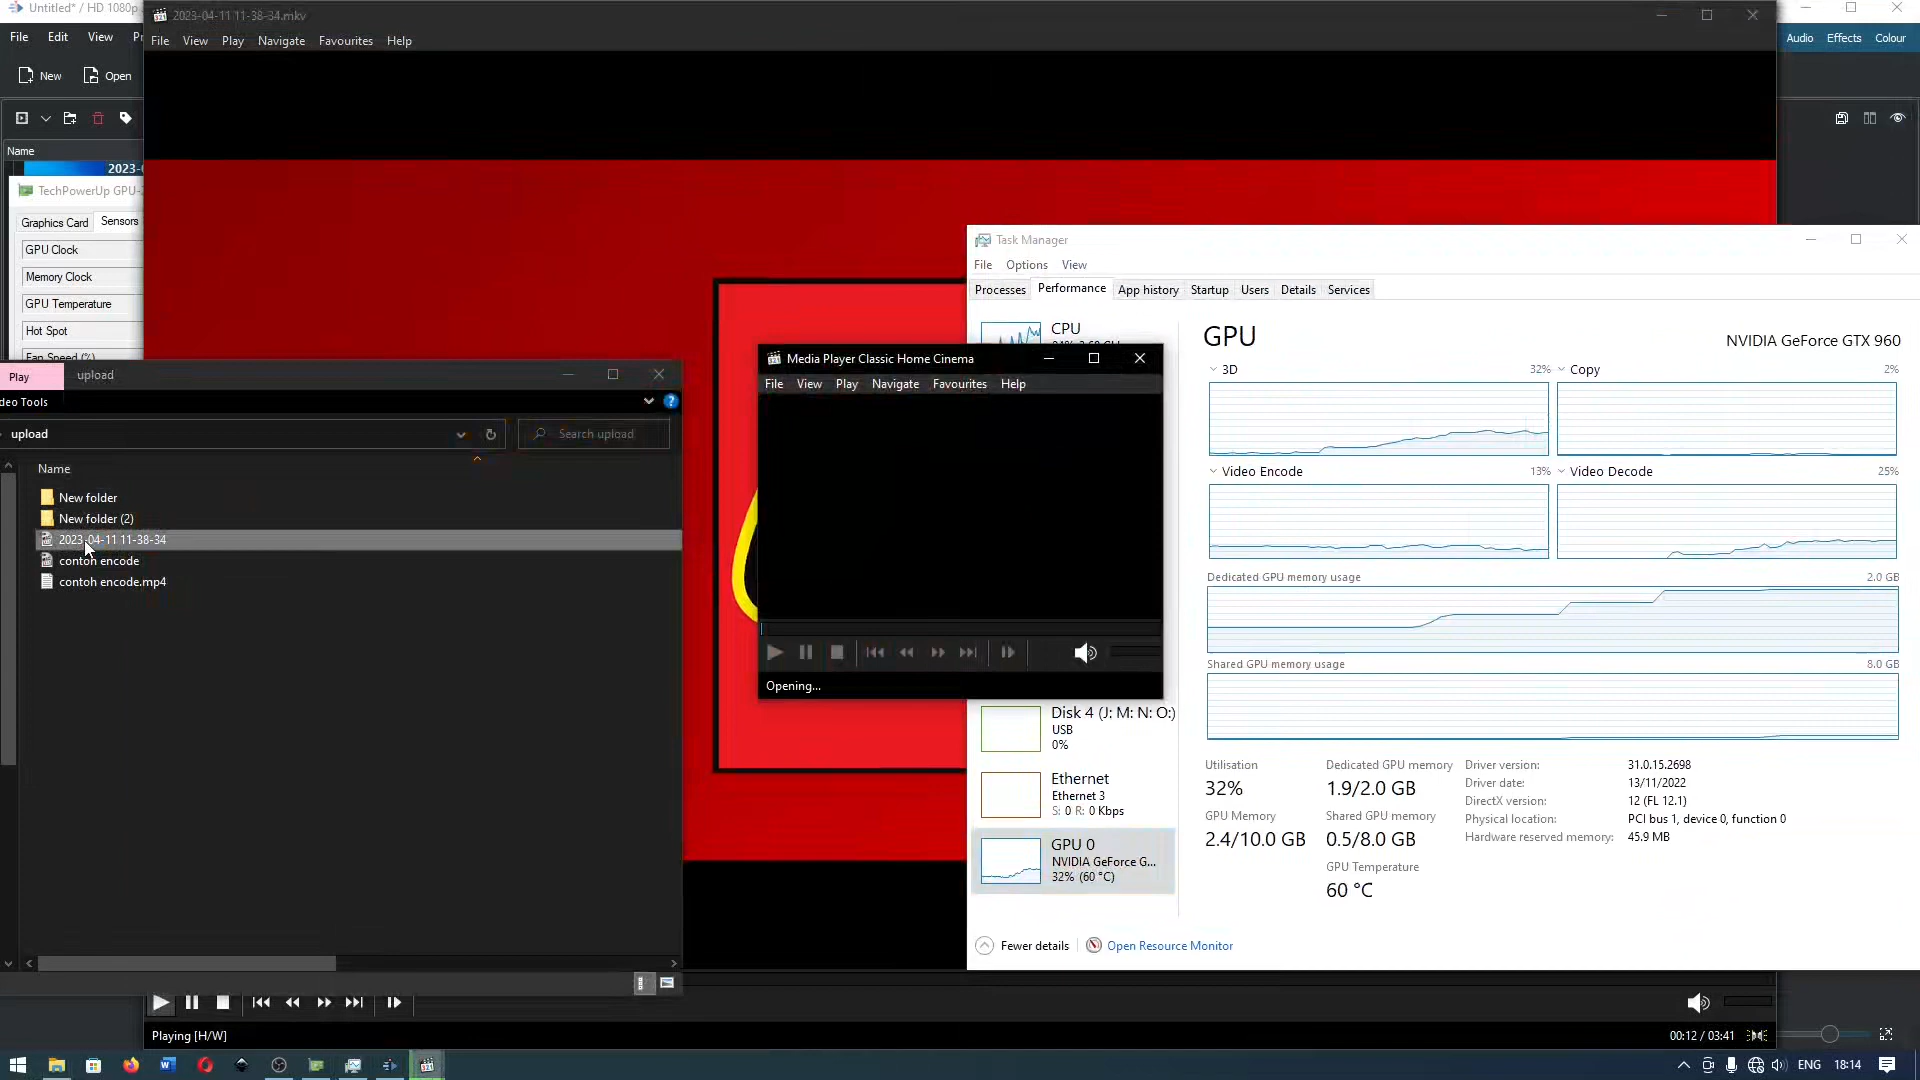 Untitled* / HD 1080p
File Edit View
New Open
Name
2023-
TechPowerUp GPU-
Graphics Card Sensors
GPU Clock
Memory Clock
GPU Temperature
Hot Spot
Fan Speed (%)
2023-04-11 11-38-34.mkv
File View Play Navigate Favourites Help
Audio Effects Colour
Play upload
deo Tools
upload
Search upload
Name
New folder
New folder (2)
2023-04-11 11-38-34
contoh encode
contoh encode.mp4
Media Player Classic Home Cinema
File View Play Navigate Favourites Help
Opening...
Task Manager
File Options View
Processes Performance App history Startup Users Details Services
CPU
Disk 4 (J: M: N: O:)
USB
0%
Ethernet
Ethernet 3
S: 0 R: 0 Kbps
GPU 0
NVIDIA GeForce G...
32% (60 °C)
GPU
NVIDIA GeForce GTX 960
3D 32%
Copy 2%
Video Encode 13%
Video Decode 25%
Dedicated GPU memory usage 2.0 GB
Shared GPU memory usage 8.0 GB
Utilisation
32%
Dedicated GPU memory
1.9/2.0 GB
GPU Memory
2.4/10.0 GB
Shared GPU memory
0.5/8.0 GB
GPU Temperature
60 °C
Driver version: 31.0.15.2698
Driver date: 13/11/2022
DirectX version: 12 (FL 12.1)
Physical location: PCI bus 1, device 0, function 0
Hardware reserved memory: 45.9 MB
Fewer details Open Resource Monitor
Playing [H/W]
00:12 / 03:41
ENG 18:14